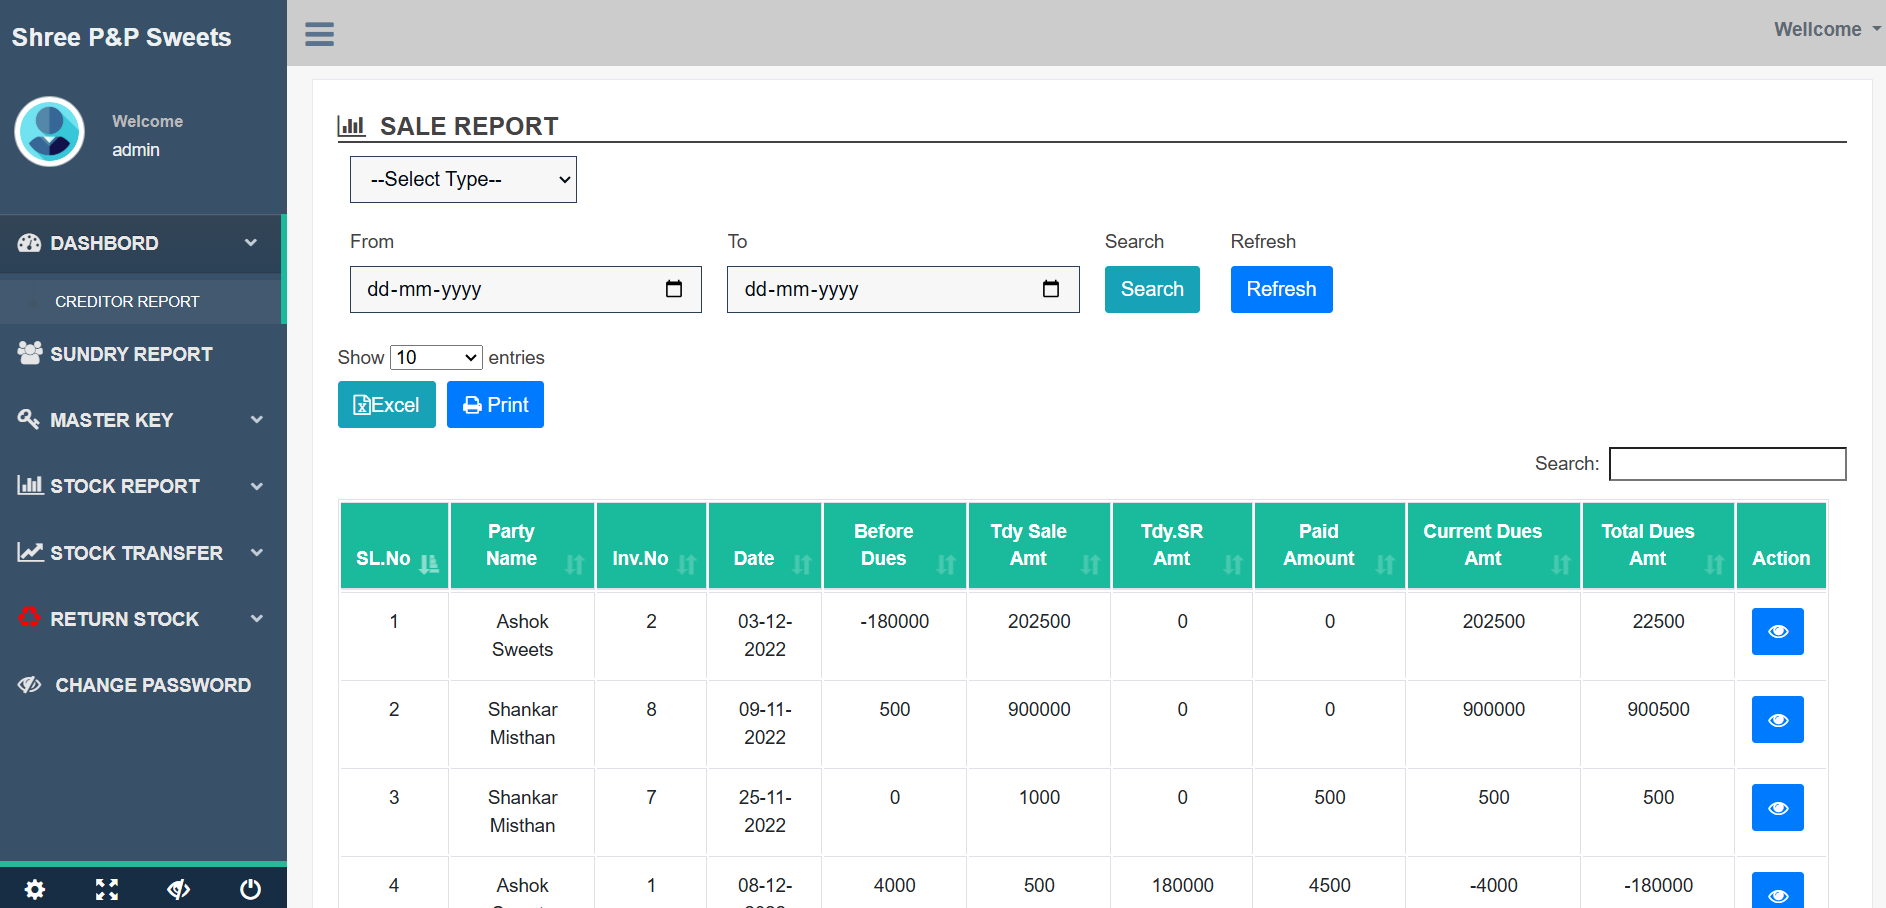 Shree P&P Sweets
Wellcome
Welcome
admin
DASHBORD
CREDITOR REPORT
SUNDRY REPORT
MASTER KEY
STOCK REPORT
STOCK TRANSFER
RETURN STOCK
CHANGE PASSWORD
SALE REPORT
--Select Type--
From To Search Refresh
dd-mm-yyyy dd-mm-yyyy Search Refresh
Show 10 entries
Excel Print
Search:
SL.No Party Name Inv.No Date Before Dues Tdy Sale Amt Tdy.SR Amt Paid Amount Current Dues Amt Total Dues Amt Action
1 Ashok Sweets 2 03-12-2022 -180000 202500 0 0 202500 22500
2 Shankar Misthan 8 09-11-2022 500 900000 0 0 900000 900500
3 Shankar Misthan 7 25-11-2022 0 1000 0 500 500 500
4 Ashok 1 08-12- 4000 500 180000 4500 -4000 -180000